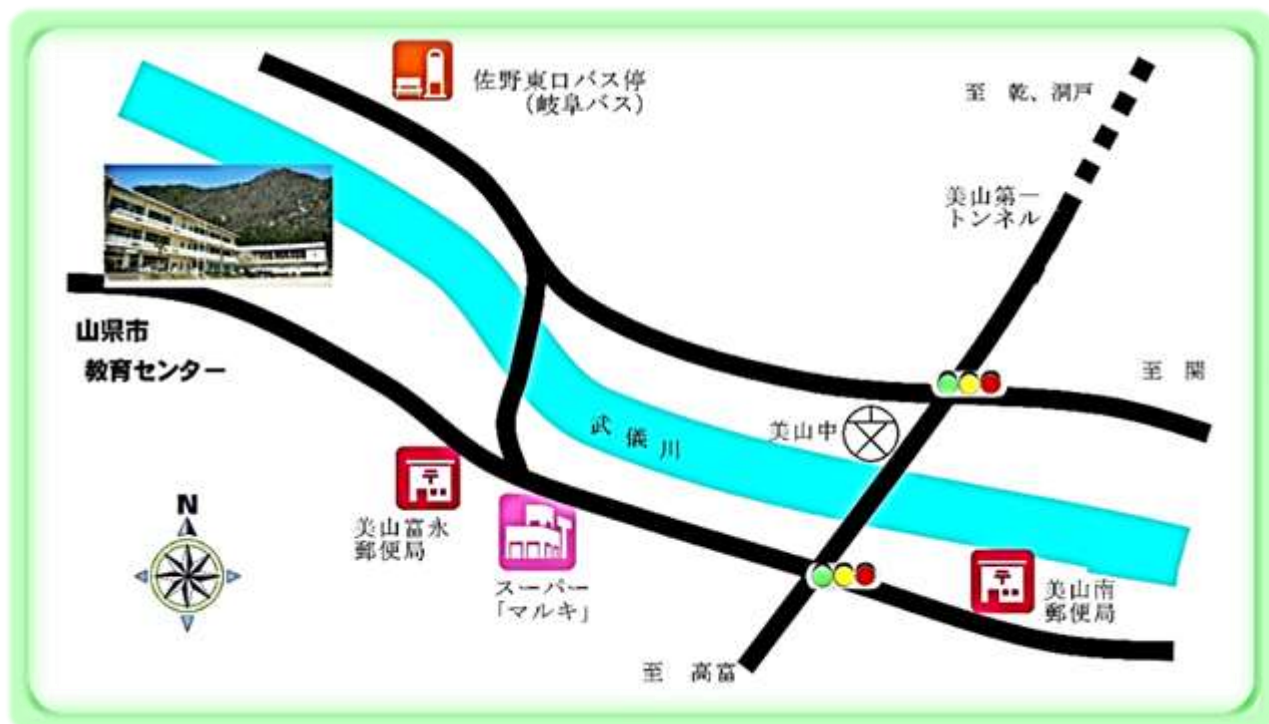 佐野東口バス停
（岐阜バス）
至 乾、洞戸
美山第一
トンネル
山県市
教育センター
至 関
美山中
武儀川
美山富永
郵便局
N
スーパー
「マルキ」
美山南
郵便局
至 高富